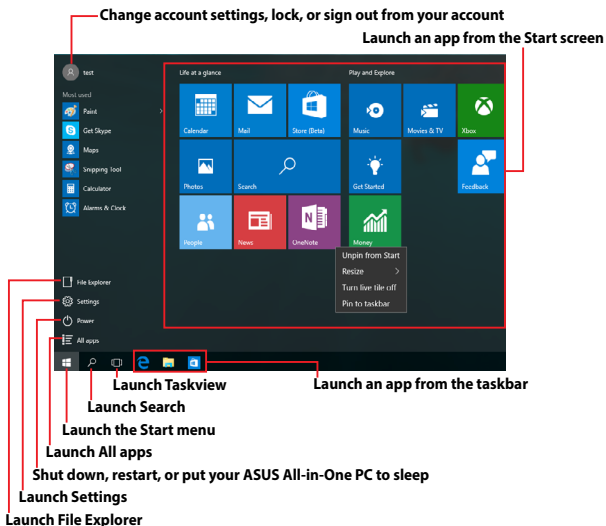 Change account settings, lock, or sign out from your account
Launch an app from the Start screen
test
Life at a glance
Play and Explore
Most used
Paint
Get Skype
Maps
Snipping Tool
Calculator
Alarms & Clock
Calendar
Mail
Store (Beta)
Music
Movies & TV
Xbox
Photos
Search
Get Started
Feedback
People
News
OneNote
Money
Unpin from Start
Resize
Turn live tile off
Pin to taskbar
File Explorer
Settings
Power
All apps
Launch Taskview
Launch an app from the taskbar
Launch Search
Launch the Start menu
Launch All apps
Shut down, restart, or put your ASUS All-in-One PC to sleep
Launch Settings
Launch File Explorer